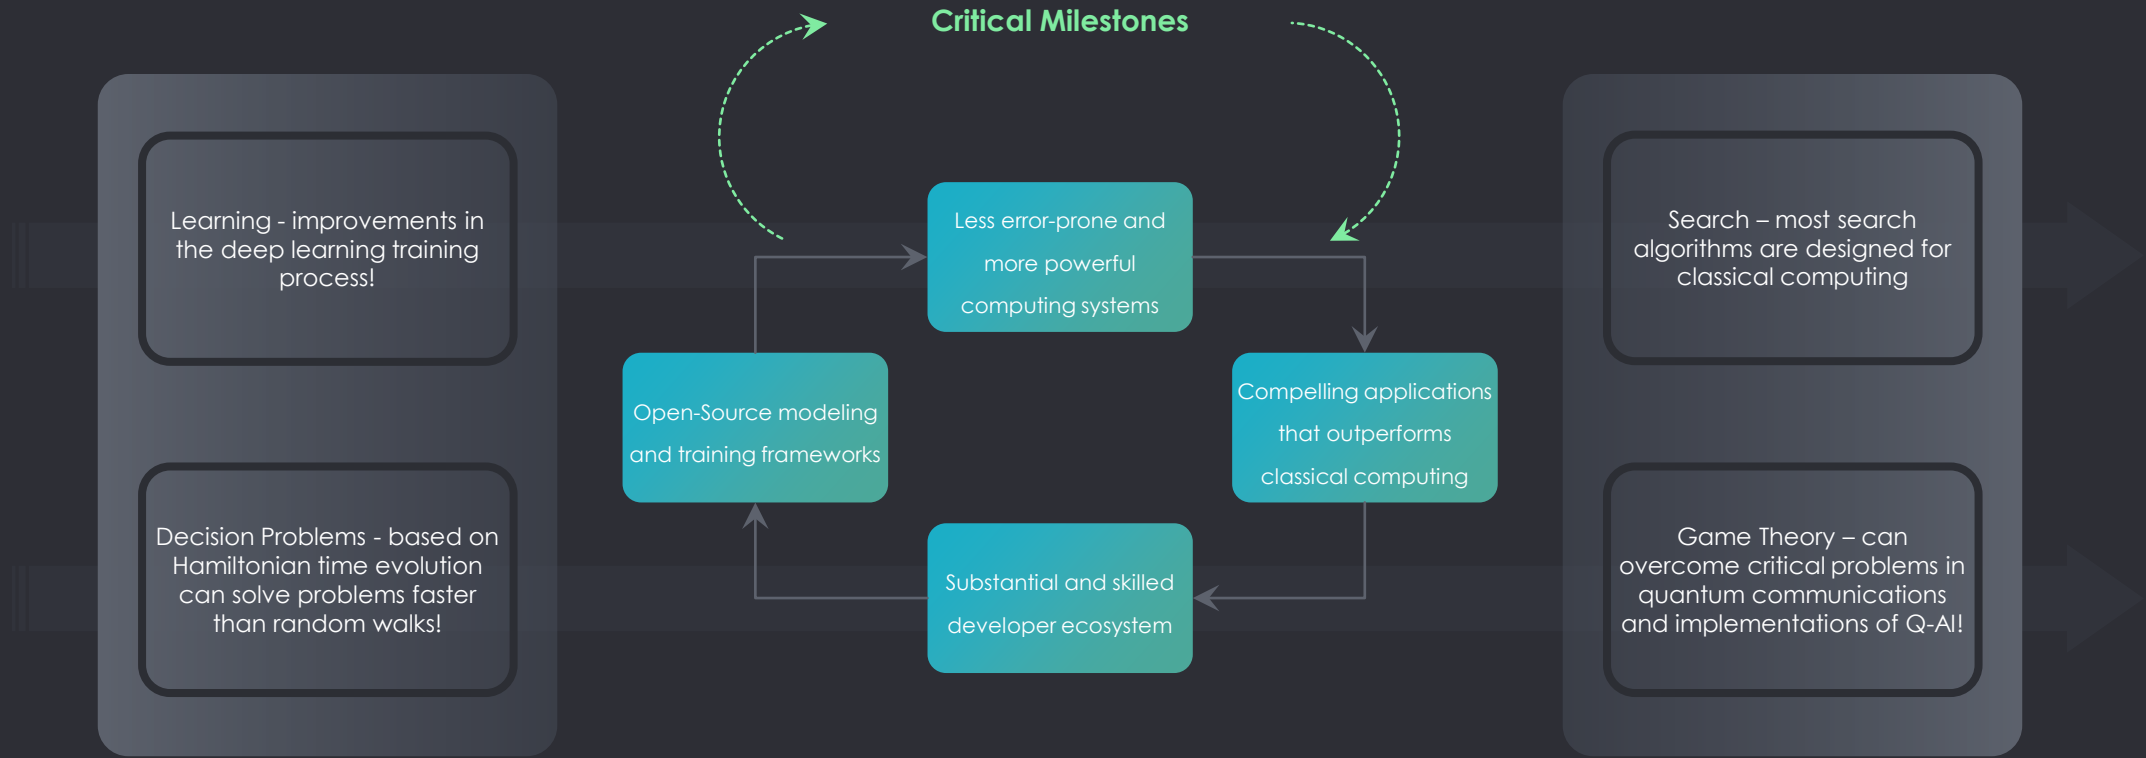 Critical Milestones
Learning - improvements in
the deep learning training
process!
Decision Problems - based on
Hamiltonian time evolution
can solve problems faster
than random walks!
Less error-prone and
more powerful
computing systems
Open-Source modeling
and training frameworks
Compelling applications
that outperforms
classical computing
Substantial and skilled
developer ecosystem
Search – most search
algorithms are designed for
classical computing
Game Theory – can
overcome critical problems in
quantum communications
and implementations of Q-AI!